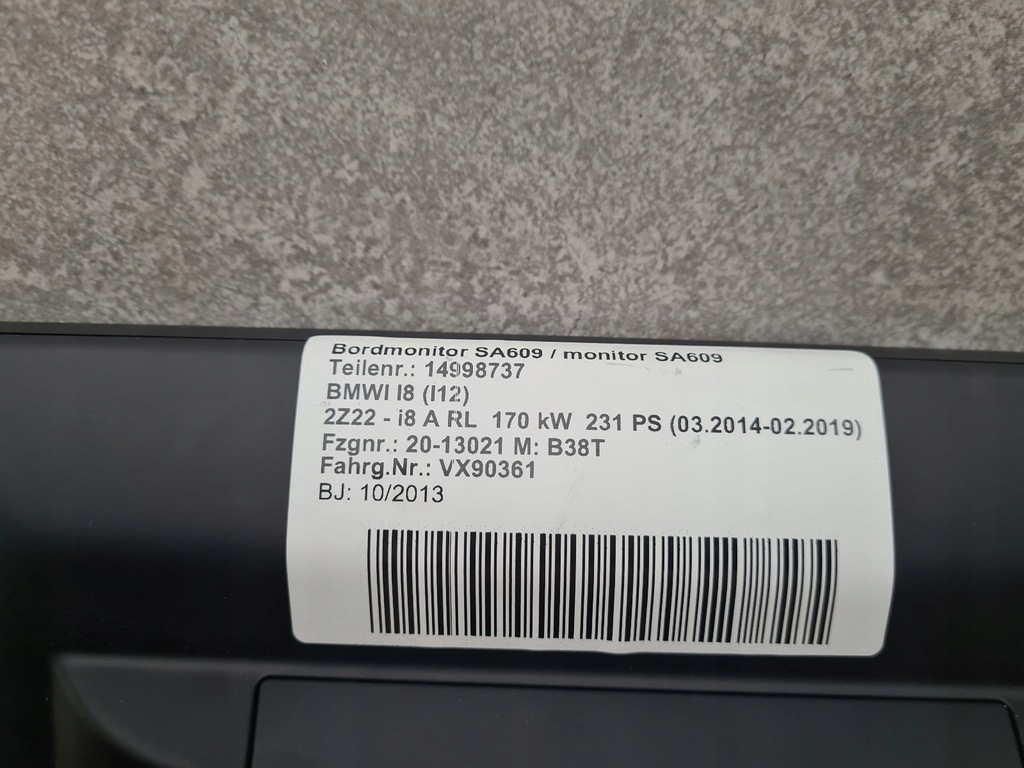 Bordmonitor SA609 / monitor SA609
Teilenr.: 14998737
BMWI I8 (I12)
2Z22 - i8 A RL 170 kW 231 PS (03.2014-02.2019)
Fzgnr.: 20-13021 M: B38T
Fahrg.Nr.: VX90361
BJ: 10/2013